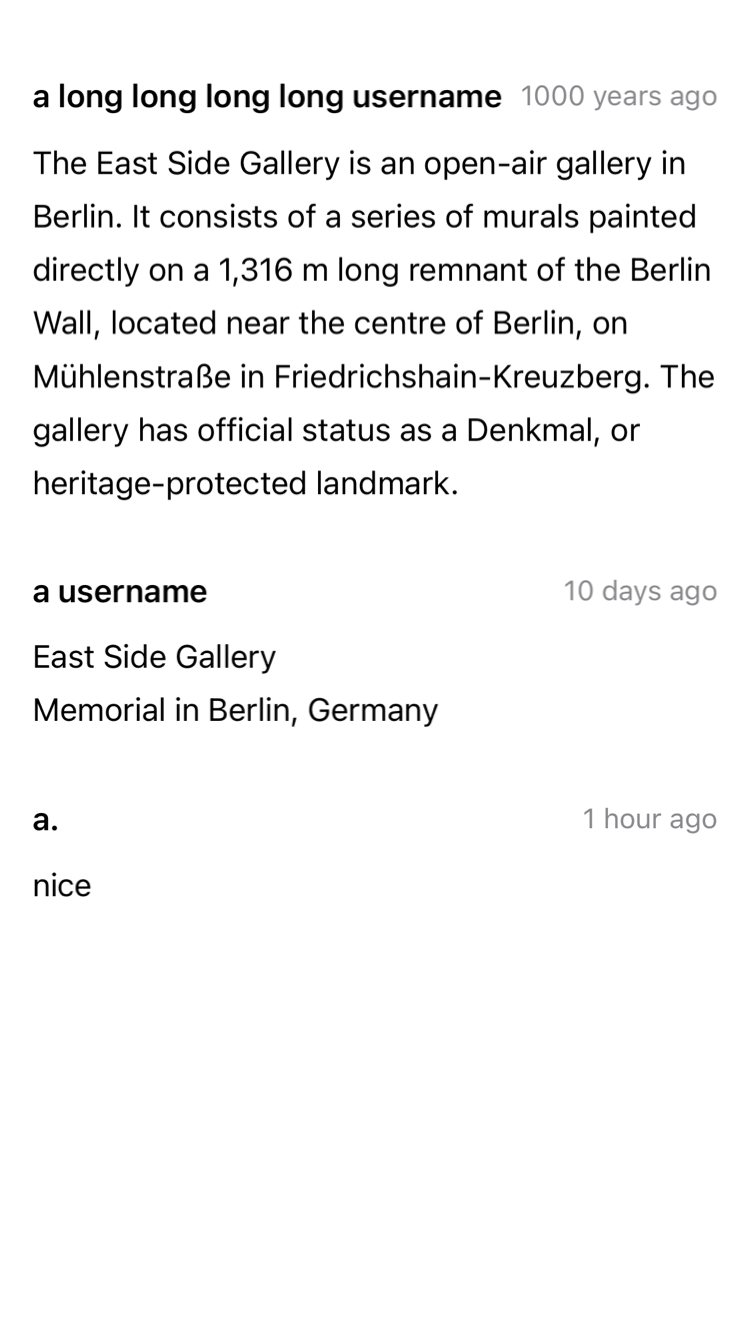 a long long long long username 1000 years ago
The East Side Gallery is an open-air gallery in
Berlin. It consists of a series of murals painted
directly on a 1,316 m long remnant of the Berlin
Wall, located near the centre of Berlin, on
Mühlenstraße in Friedrichshain-Kreuzberg. The
gallery has official status as a Denkmal, or
heritage-protected landmark.
a username 10 days ago
East Side Gallery
Memorial in Berlin, Germany
a. 1 hour ago
nice